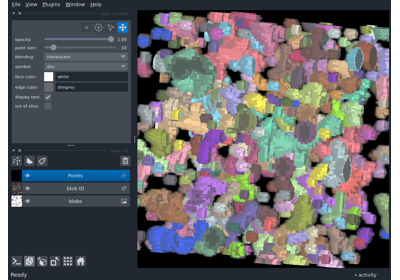 File View Plugins Window Help
opacity: 1.00
point size: 10
blending: translucent
symbol: disc
face color: white
edge color: dimgrey
display text:
out of slice:
Points
blob ID
blobs
Ready
activity